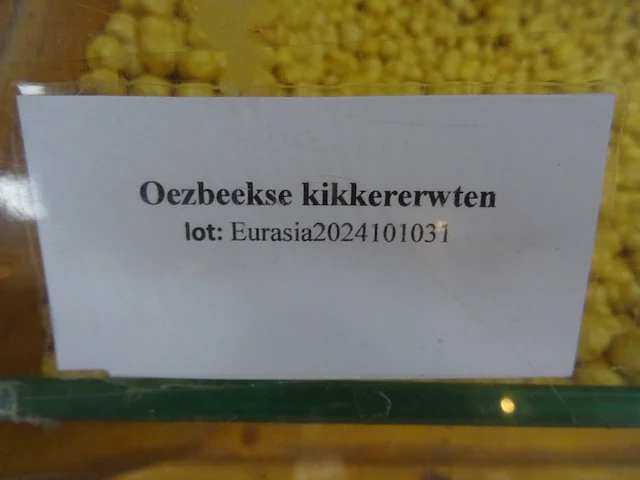 Oezbeekse kikkererwten
lot: Eurasia2024101031